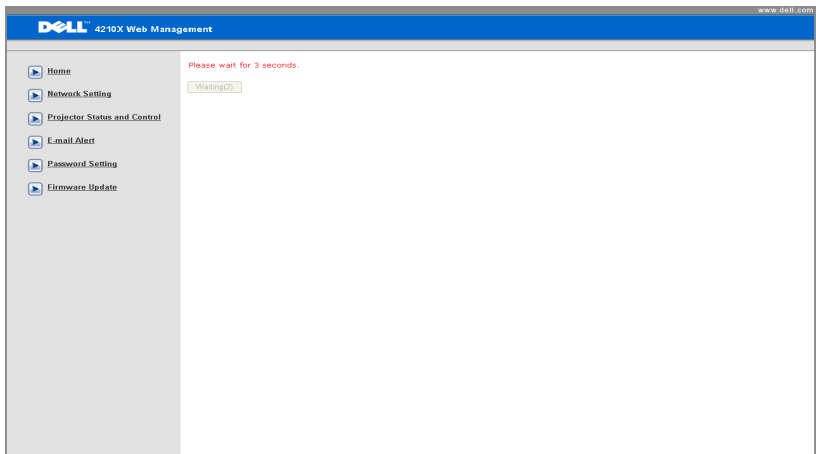 www.dell.com
DELL™ 4210X Web Management
Please wait for 3 seconds.
Waiting(2)
Home
Network Setting
Projector Status and Control
E-mail Alert
Password Setting
Firmware Update